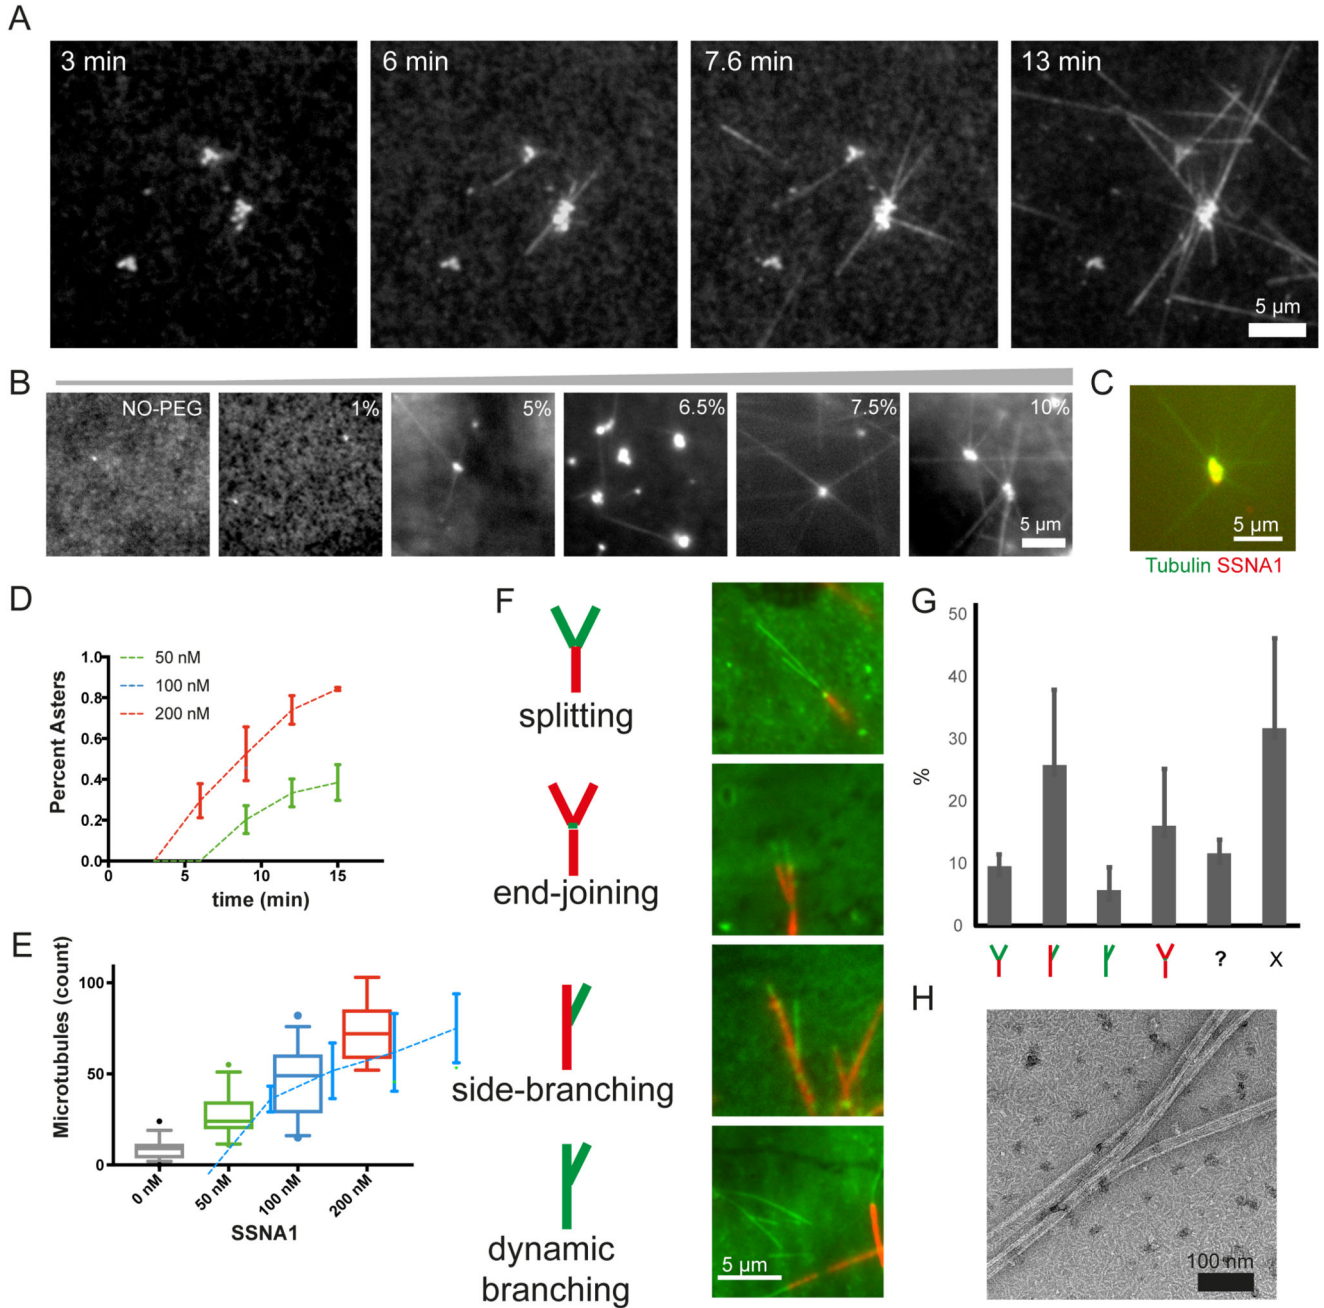 A
3 min
6 min
7.6 min
13 min
5 µm
B
NO-PEG
1%
5%
6.5%
7.5%
10%
5 µm
C
5 µm
Tubulin SSNA1
D
Percent Asters
1.0
0.8
0.6
0.4
0.2
0.0
0
5
10
15
time (min)
50 nM
100 nM
200 nM
E
Microtubules (count)
100
50
0
0 nM
50 nM
100 nM
200 nM
SSNA1
F
splitting
end-joining
side-branching
dynamic
branching
5 µm
G
%
50
40
30
20
10
0
?
X
H
100 nm